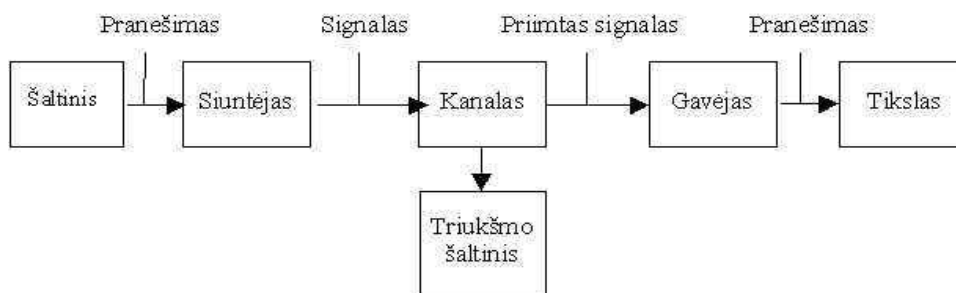 Pranešimas
Signalas
Priimtas signalas
Pranešimas
Šaltinis
Siuntėjas
Kanalas
Gavėjas
Tikslas
Triukšmo
šaltinis